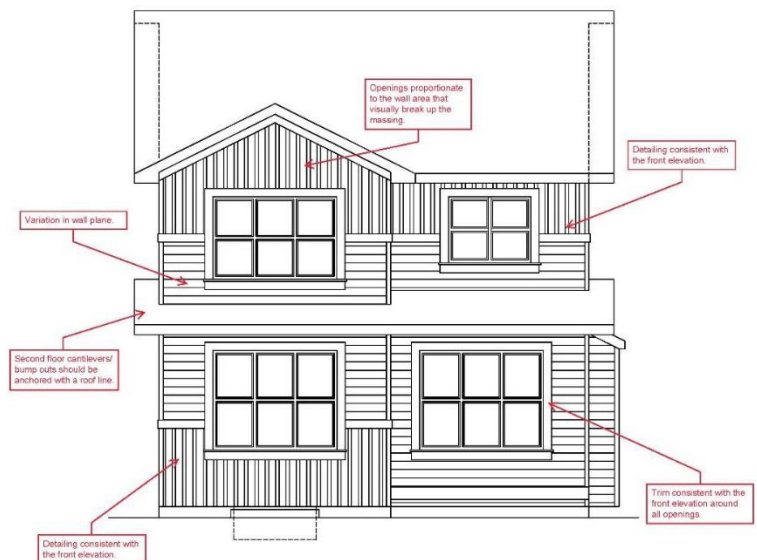 Openings proportionate
to the wall area that
visually break up the
massing.
Detailing consistent with
the front elevation.
Variation in wall plane.
Second floor cantilevers/
bump outs should be
anchored with a roof line.
Trim consistent with the
front elevation around
all openings.
Detailing consistent with
the front elevation.